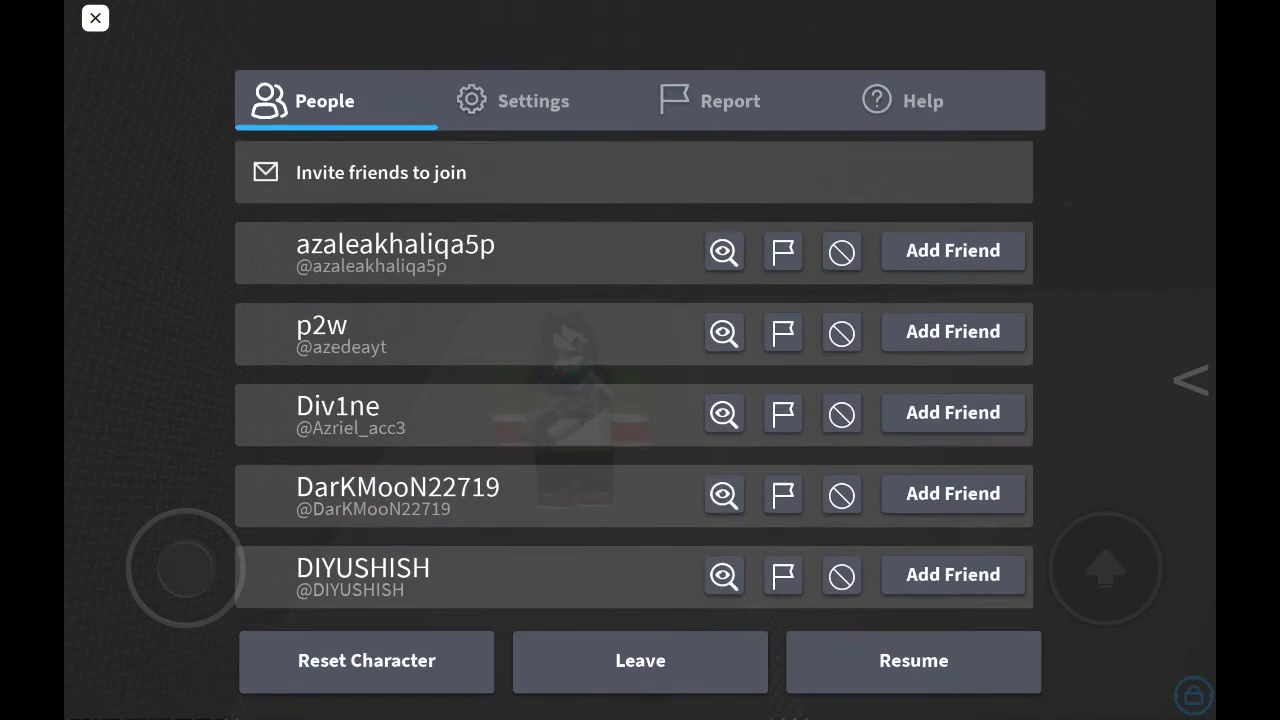 People
Settings
Report
Help
Invite friends to join
azaleakhaliqa5p
@azaleakhaliqa5p
Add Friend
p2w
@azedeayt
Add Friend
Div1ne
@Azriel_acc3
Add Friend
DarKMooN22719
@DarKMooN22719
Add Friend
DIYUSHISH
@DIYUSHISH
Add Friend
Reset Character
Leave
Resume